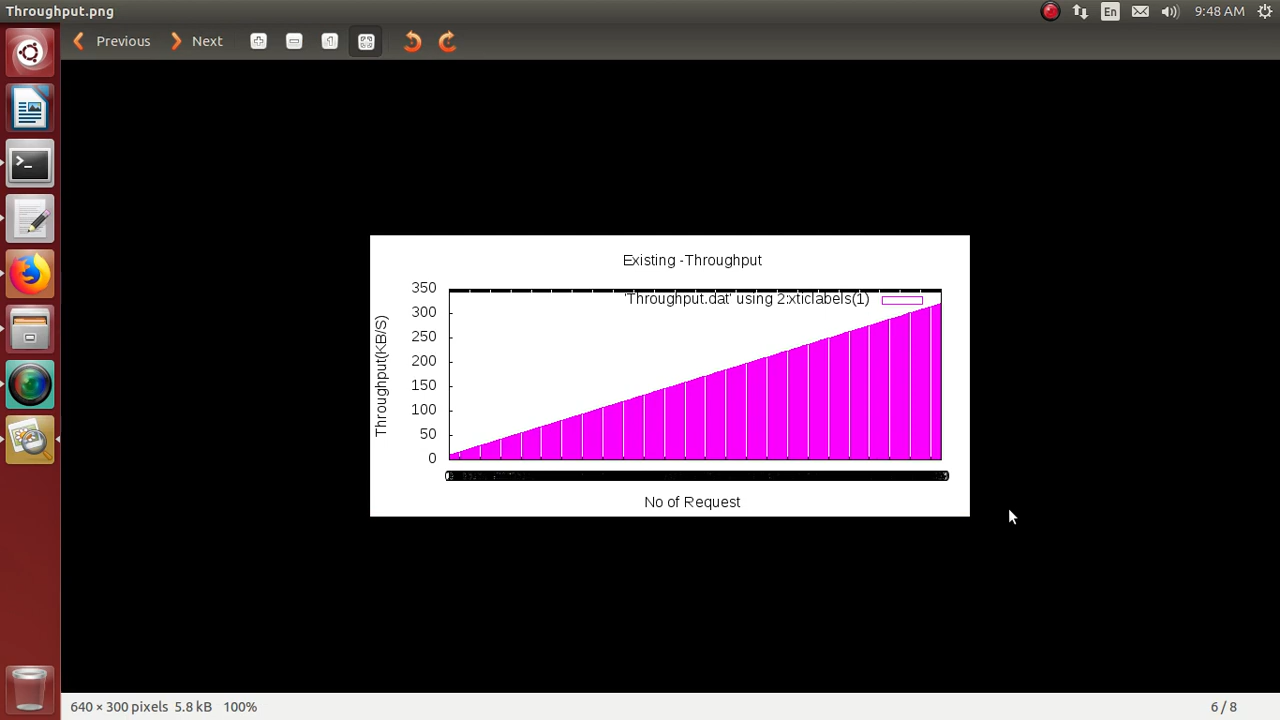 Throughput.png
En
9:48 AM
Previous
Next
Existing -Throughput
'Throughput.dat' using 2:xticlabels(1)
350
300
250
200
150
100
50
0
Throughput(KB/S)
No of Request
640 × 300 pixels 5.8 kB 100%
6 / 8